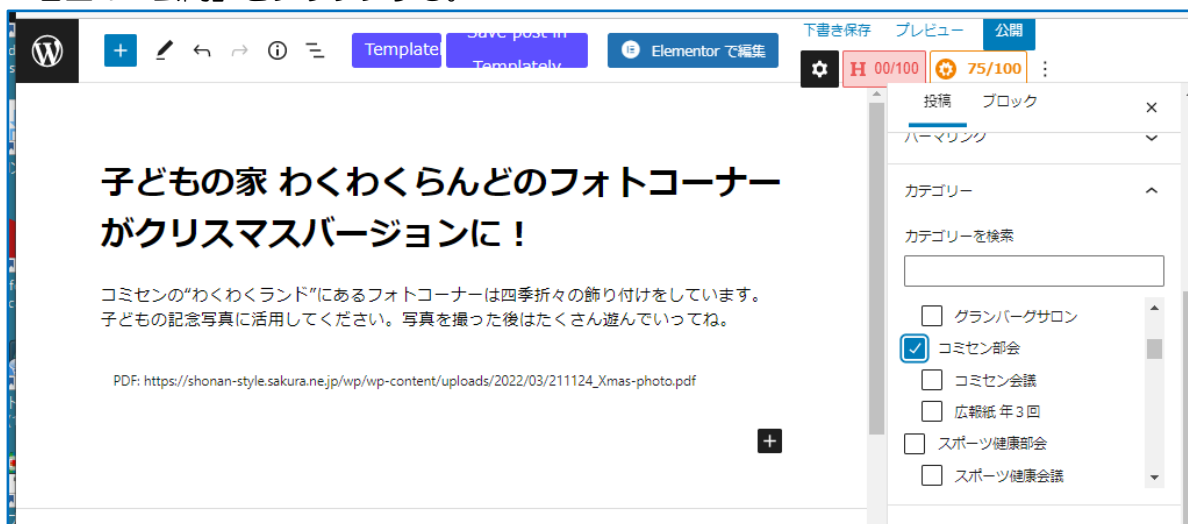 下書き保存 プレビュー 公開
Templatel
Save post in
Templately
Elementor で編集
H 00/100
75/100
投稿 ブロック
パーマリンク
子どもの家 わくわくらんどのフォトコーナー
がクリスマスバージョンに！
カテゴリー
カテゴリーを検索
コミセンの“わくわくランド”にあるフォトコーナーは四季折々の飾り付けをしています。
子どもの記念写真に活用してください。写真を撮った後はたくさん遊んでいってね。
PDF: https://shonan-style.sakura.ne.jp/wp/wp-content/uploads/2022/03/211124_Xmas-photo.pdf
グランバーグサロン
コミセン部会
コミセン会議
広報紙 年３回
スポーツ健康部会
スポーツ健康会議